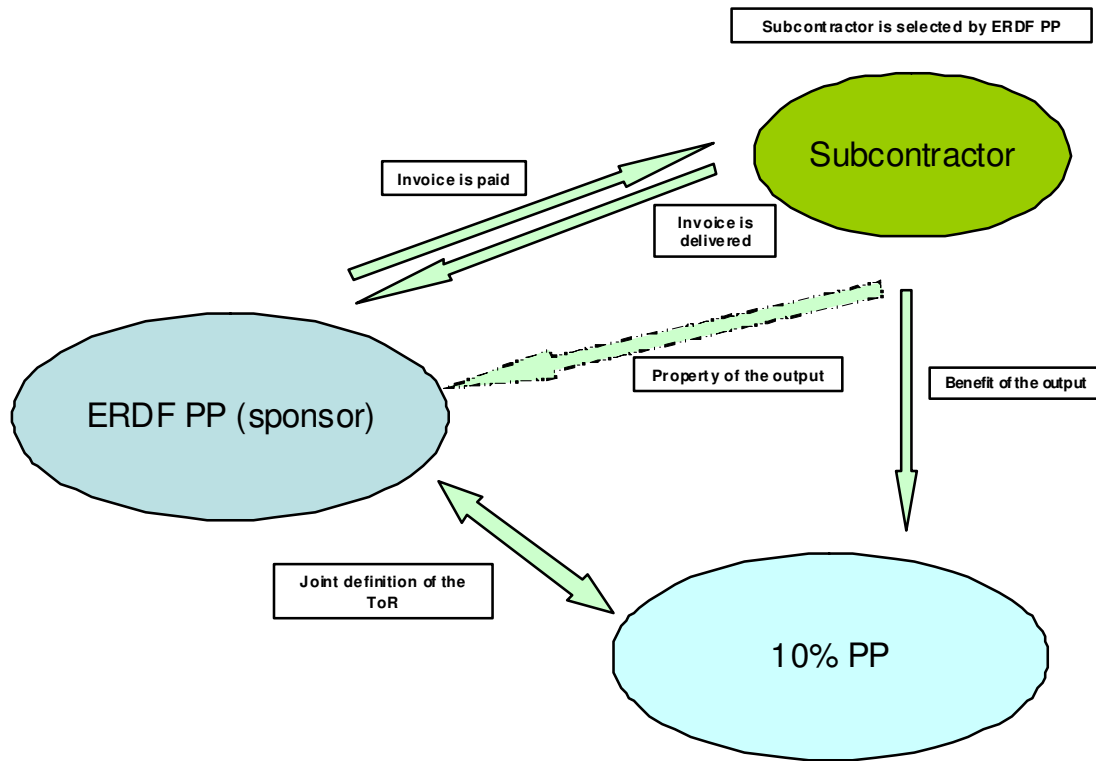 Subcontractor is selected by ERDF PP
Subcontractor
Invoice is paid
Invoice is
delivered
Property of the output
Benefit of the output
ERDF PP (sponsor)
Joint definition of the
ToR
10% PP